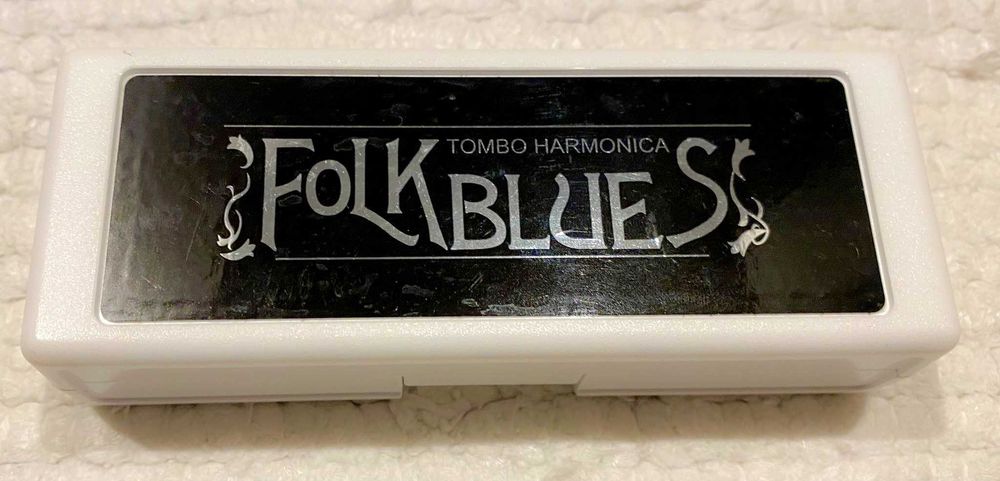 TOMBO HARMONICA
FOLK BLUES